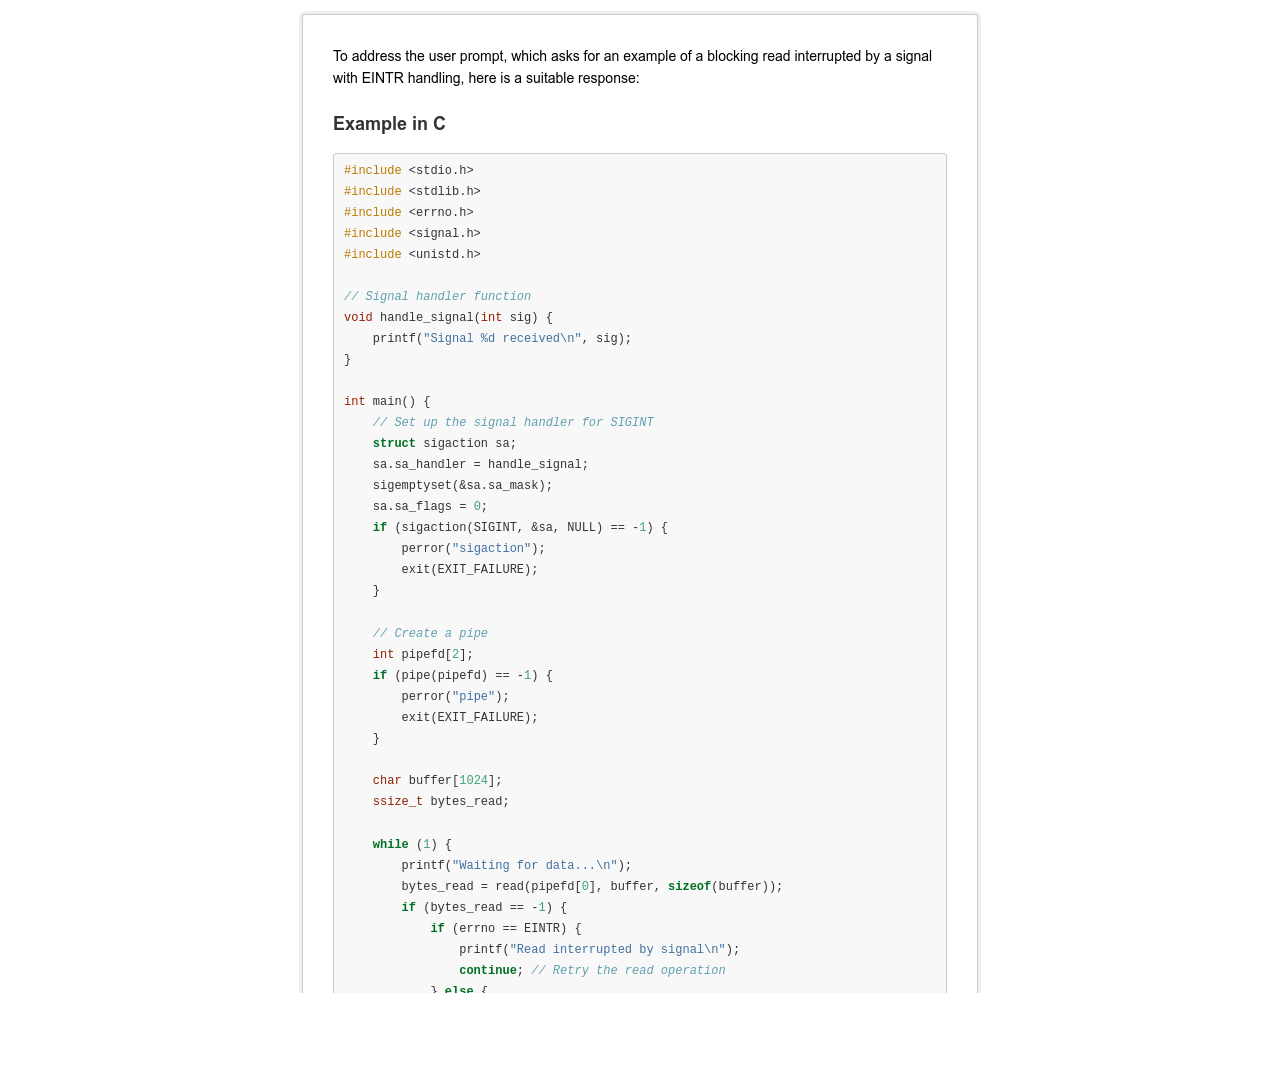 To address the user prompt, which asks for an example of a blocking read interrupted by a signal
with EINTR handling, here is a suitable response:
Example in C
#include <stdio.h>
#include <stdlib.h>
#include <errno.h>
#include <signal.h>
#include <unistd.h>
// Signal handler function
void handle_signal(int sig) {
    printf("Signal %d received\n", sig);
}
int main() {
    // Set up the signal handler for SIGINT
    struct sigaction sa;
    sa.sa_handler = handle_signal;
    sigemptyset(&sa.sa_mask);
    sa.sa_flags = 0;
    if (sigaction(SIGINT, &sa, NULL) == -1) {
        perror("sigaction");
        exit(EXIT_FAILURE);
    }
    // Create a pipe
    int pipefd[2];
    if (pipe(pipefd) == -1) {
        perror("pipe");
        exit(EXIT_FAILURE);
    }
    char buffer[1024];
    ssize_t bytes_read;
    while (1) {
        printf("Waiting for data...\n");
        bytes_read = read(pipefd[0], buffer, sizeof(buffer));
        if (bytes_read == -1) {
            if (errno == EINTR) {
                printf("Read interrupted by signal\n");
                continue; // Retry the read operation
            } else {